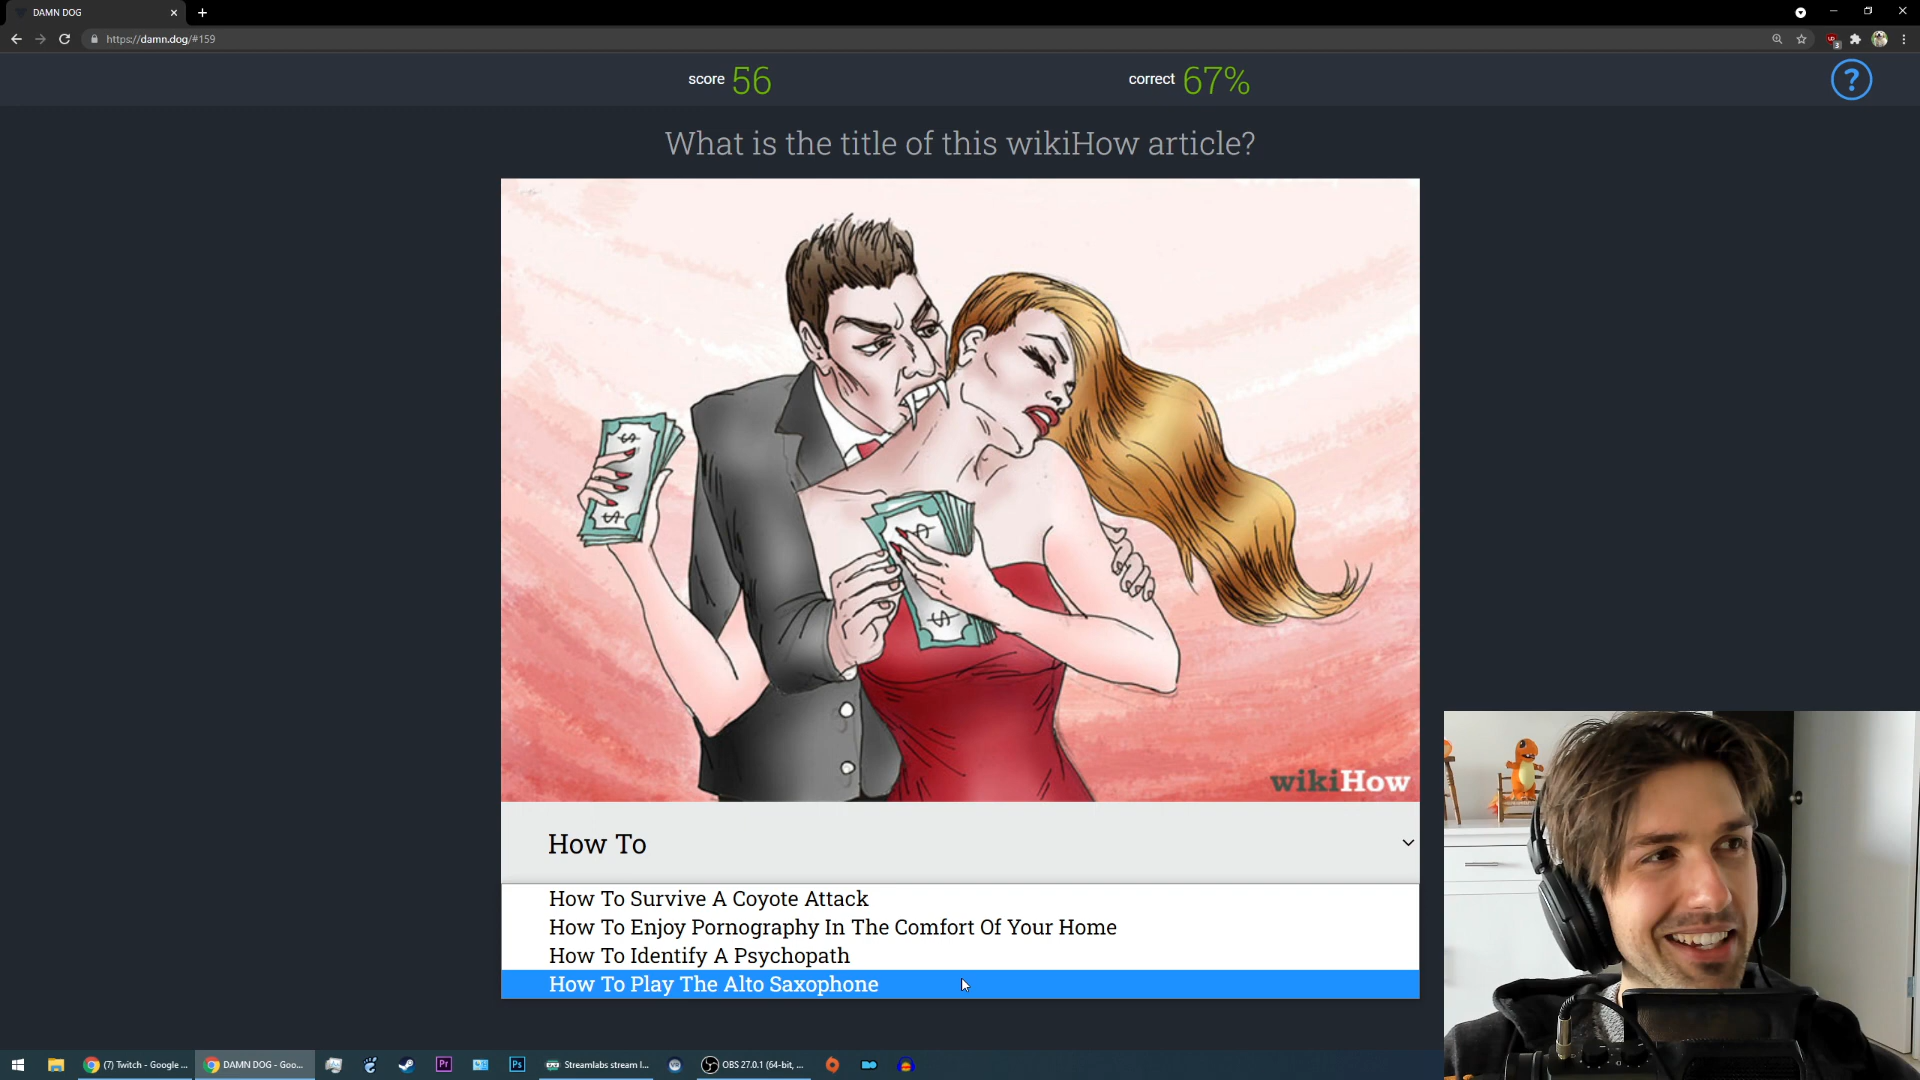 DAMN DOG
https://damn.dog/#159
score 56
correct 67%
?
What is the title of this wikiHow article?
$
$
$
$
wikiHow
How To
How To Survive A Coyote Attack
How To Enjoy Pornography In The Comfort Of Your Home
How To Identify A Psychopath
How To Play The Alto Saxophone
(7) Twitch - Google ...
DAMN DOG - Goo...
Pr
Ps
Streamlabs stream l...
OBS 27.0.1 (64-bit, ...